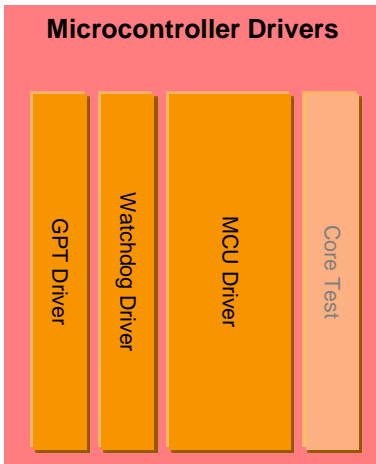 Microcontroller Drivers
GPT Driver
Watchdog Driver
MCU Driver
Core Test